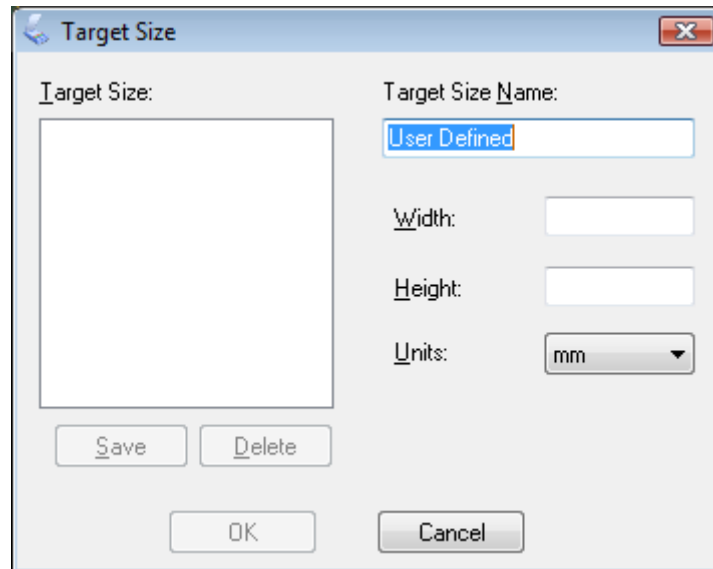 Target Size
Target Size:
Target Size Name:
User Defined
Width:
Height:
Units:
mm
Save
Delete
OK
Cancel